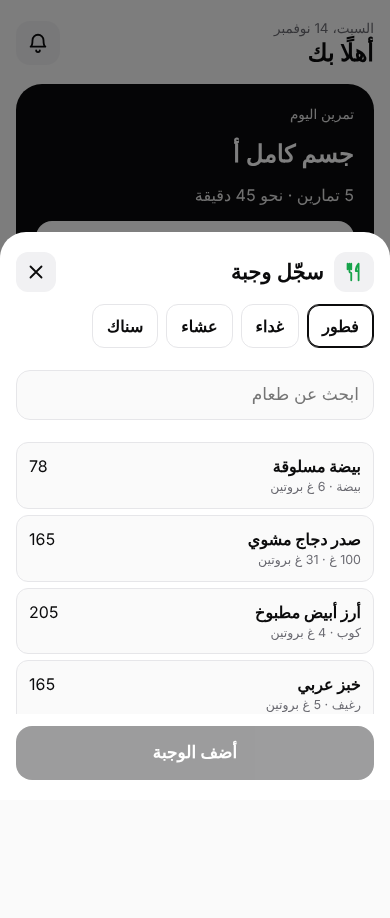 السبت، 14 نوفمبر
أهلًا بك
تمرين اليوم
جسم كامل أ
5 تمارين · نحو 45 دقيقة
سجّل وجبة
فطور
غداء
عشاء
سناك
ابحث عن طعام
بيضة مسلوقة
78
بيضة · 6 غ بروتين
صدر دجاج مشوي
165
100 غ · 31 غ بروتين
أرز أبيض مطبوخ
205
كوب · 4 غ بروتين
خبز عربي
165
رغيف · 5 غ بروتين
أضف الوجبة